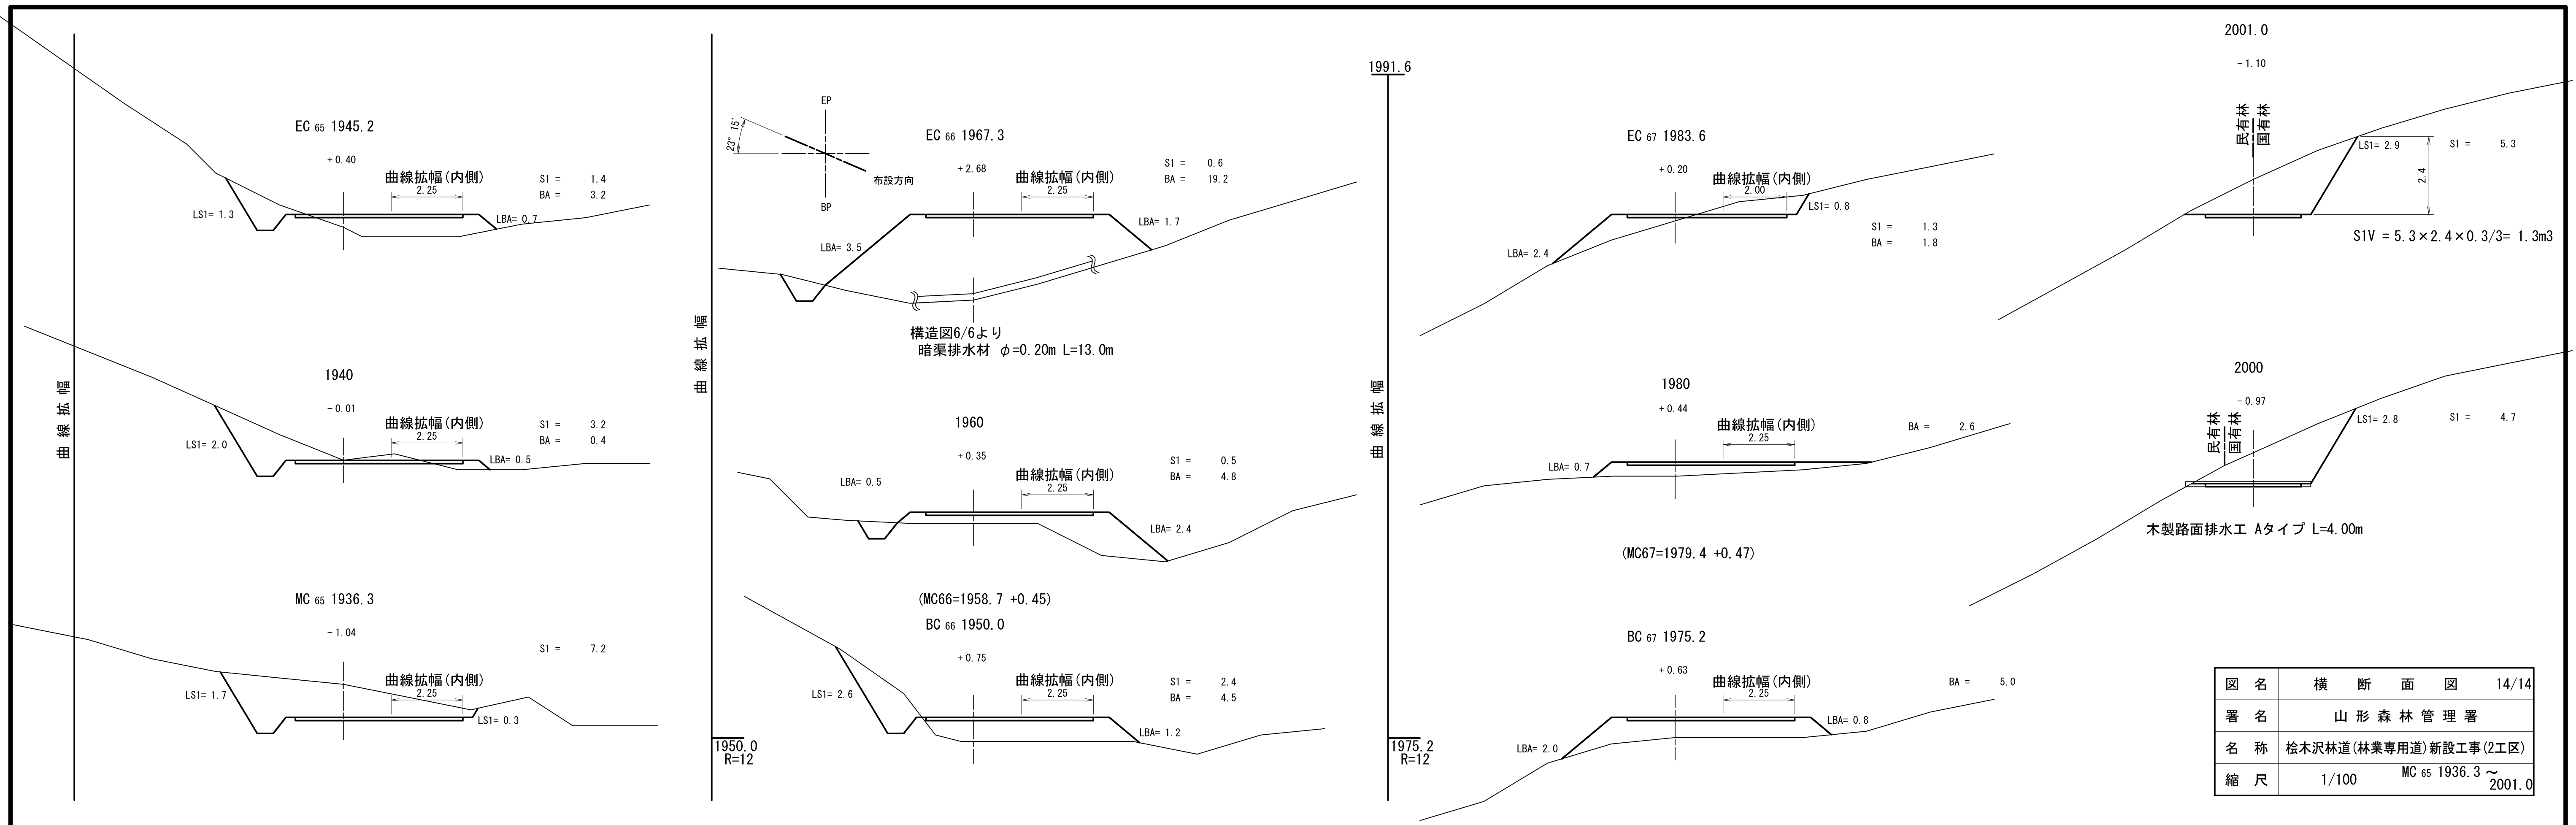 曲線拡幅
EC 65 1945.2
+0.40
曲線拡幅(内側)
2.25
S1 = 1.4
BA = 3.2
LS1= 1.3
LBA= 0.7
1940
-0.01
曲線拡幅(内側)
2.25
S1 = 3.2
BA = 0.4
LS1= 2.0
LBA= 0.5
MC 65 1936.3
-1.04
曲線拡幅(内側)
2.25
S1 = 7.2
LS1= 1.7
LS1= 0.3
曲線拡幅
1950.0
R=12
EP
23° 15'
布設方向
BP
EC 66 1967.3
+2.68
曲線拡幅(内側)
2.25
S1 = 0.6
BA = 19.2
LBA= 3.5
LBA= 1.7
構造図6/6より
暗渠排水材 φ=0.20m L=13.0m
1960
+0.35
曲線拡幅(内側)
2.25
S1 = 0.5
BA = 4.8
LBA= 0.5
LBA= 2.4
(MC66=1958.7 +0.45)
BC 66 1950.0
+0.75
曲線拡幅(内側)
2.25
S1 = 2.4
BA = 4.5
LS1= 2.6
LBA= 1.2
1991.6
曲線拡幅
1975.2
R=12
EC 67 1983.6
+0.20
曲線拡幅(内側)
2.00
LS1= 0.8
S1 = 1.3
BA = 1.8
LBA= 2.4
1980
+0.44
曲線拡幅(内側)
2.25
BA = 2.6
LBA= 0.7
(MC67=1979.4 +0.47)
BC 67 1975.2
+0.63
曲線拡幅(内側)
2.25
BA = 5.0
LBA= 2.0
LBA= 0.8
2001.0
-1.10
民有林
国有林
LS1= 2.9
S1 = 5.3
2.4
S1V = 5.3×2.4×0.3/3= 1.3m3
2000
-0.97
民有林
国有林
LS1= 2.8
S1 = 4.7
木製路面排水工 Aタイプ L=4.00m
図名 横断面図 14/14
署名 山形森林管理署
名称 桧木沢林道(林業専用道)新設工事(2工区)
縮尺 1/100 MC 65 1936.3 ～
2001.0